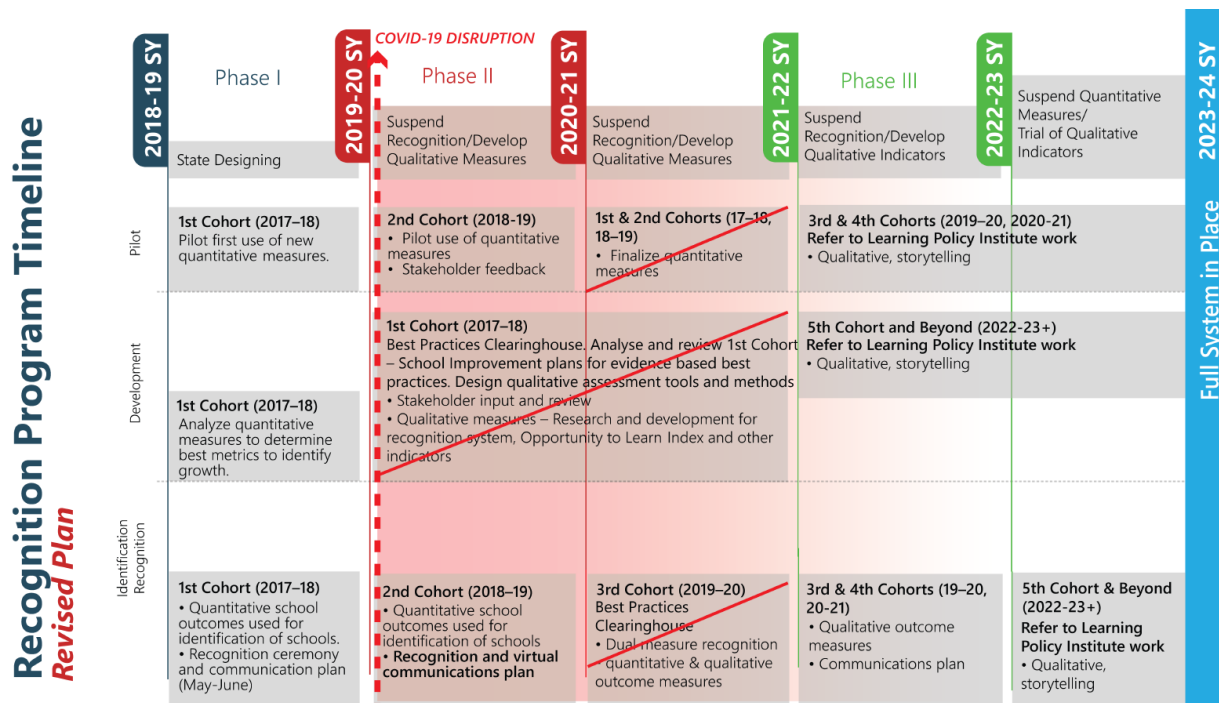 Recognition Program Timeline
Revised Plan
2018-19 SY
2019-20 SY
2020-21 SY
2021-22 SY
2022-23 SY
2023-24 SY
Full System in Place
COVID-19 DISRUPTION
Phase I
Phase II
Phase III
State Designing
Suspend
Recognition/Develop
Qualitative Measures
Suspend
Recognition/Develop
Qualitative Measures
Suspend
Recognition/Develop
Qualitative Indicators
Suspend Quantitative
Measures/
Trial of Qualitative
Indicators
Pilot
1st Cohort (2017–18)
Pilot first use of new
quantitative measures.
2nd Cohort (2018-19)
• Pilot use of quantitative
measures
• Stakeholder feedback
1st & 2nd Cohorts (17–18,
18–19)
• Finalize quantitative
measures
3rd & 4th Cohorts (2019–20, 2020-21)
Refer to Learning Policy Institute work
• Qualitative, storytelling
Development
1st Cohort (2017–18)
Analyze quantitative
measures to determine
best metrics to identify
growth.
1st Cohort (2017–18)
Best Practices Clearinghouse. Analyse and review 1st Cohort
– School Improvement plans for evidence based best
practices. Design qualitative assessment tools and methods
• Stakeholder input and review
• Qualitative measures – Research and development for
recognition system, Opportunity to Learn Index and other
indicators
5th Cohort and Beyond (2022-23+)
Refer to Learning Policy Institute work
• Qualitative, storytelling
Identification
Recognition
1st Cohort (2017–18)
• Quantitative school
outcomes used for
identification of schools.
• Recognition ceremony
and communication plan
(May-June)
2nd Cohort (2018–19)
• Quantitative school
outcomes used for
identification of schools
• Recognition and virtual
communications plan
3rd Cohort (2019–20)
Best Practices
Clearinghouse
• Dual measure recognition
• quantitative & qualitative
outcome measures
3rd & 4th Cohorts (19–20,
20-21)
• Qualitative outcome
measures
• Communications plan
5th Cohort & Beyond
(2022-23+)
Refer to Learning
Policy Institute work
• Qualitative,
storytelling